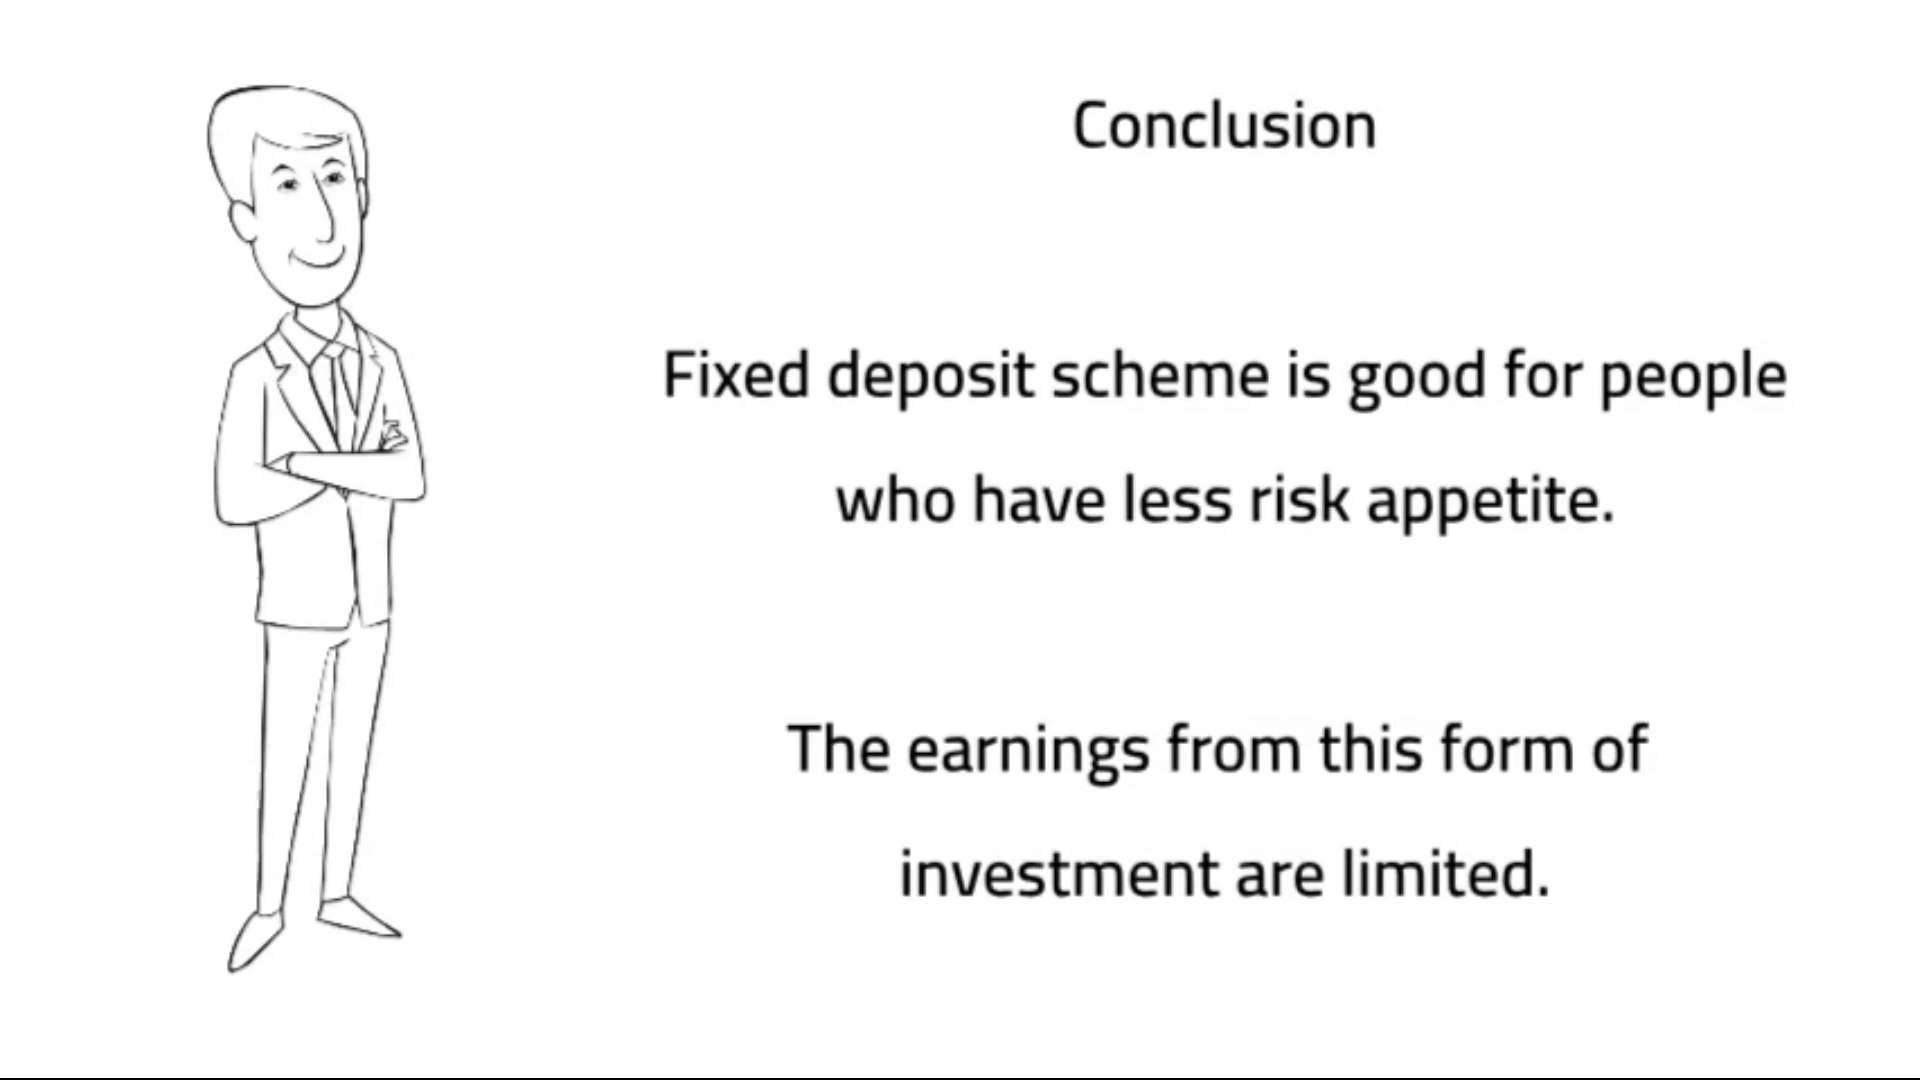 Conclusion
Fixed deposit scheme is good for people
who have less risk appetite.
The earnings from this form of
investment are limited.